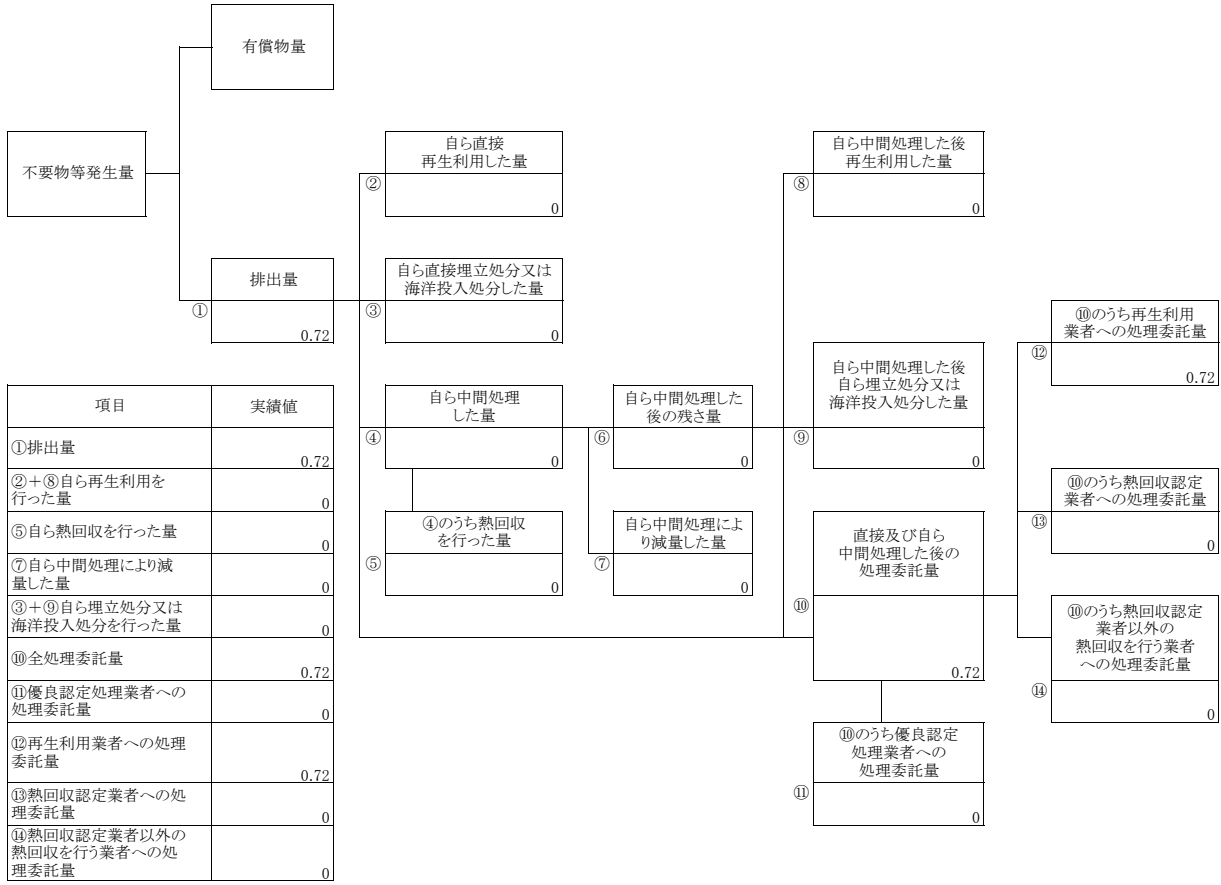 有償物量
不要物等発生量
自ら直接
再生利用した量
②
0
自ら中間処理した後
再生利用した量
⑧
0
排出量
①
0.72
自ら直接埋立処分又は
海洋投入処分した量
③
0
⑩のうち再生利用
業者への処理委託量
⑫
0.72
自ら中間処理
した量
④
0
自ら中間処理した
後の残さ量
⑥
0
自ら中間処理した後
自ら埋立処分又は
海洋投入処分した量
⑨
0
④のうち熱回収
を行った量
⑤
0
自ら中間処理によ
り減量した量
⑦
0
直接及び自ら
中間処理した後の
処理委託量
⑩
0.72
⑩のうち熱回収認定
業者への処理委託量
⑬
0
⑩のうち熱回収認定
業者以外の
熱回収を行う業者
への処理委託量
⑭
0
⑩のうち優良認定
処理業者への
処理委託量
⑪
0
項目 実績値
①排出量 0.72
②＋⑧自ら再生利用を
行った量 0
⑤自ら熱回収を行った量 0
⑦自ら中間処理により減
量した量 0
③＋⑨自ら埋立処分又は
海洋投入処分を行った量 0
⑩全処理委託量 0.72
⑪優良認定処理業者への
処理委託量 0
⑫再生利用業者への処理
委託量 0.72
⑬熱回収認定業者への処
理委託量 0
⑭熱回収認定業者以外の
熱回収を行う業者への処
理委託量 0